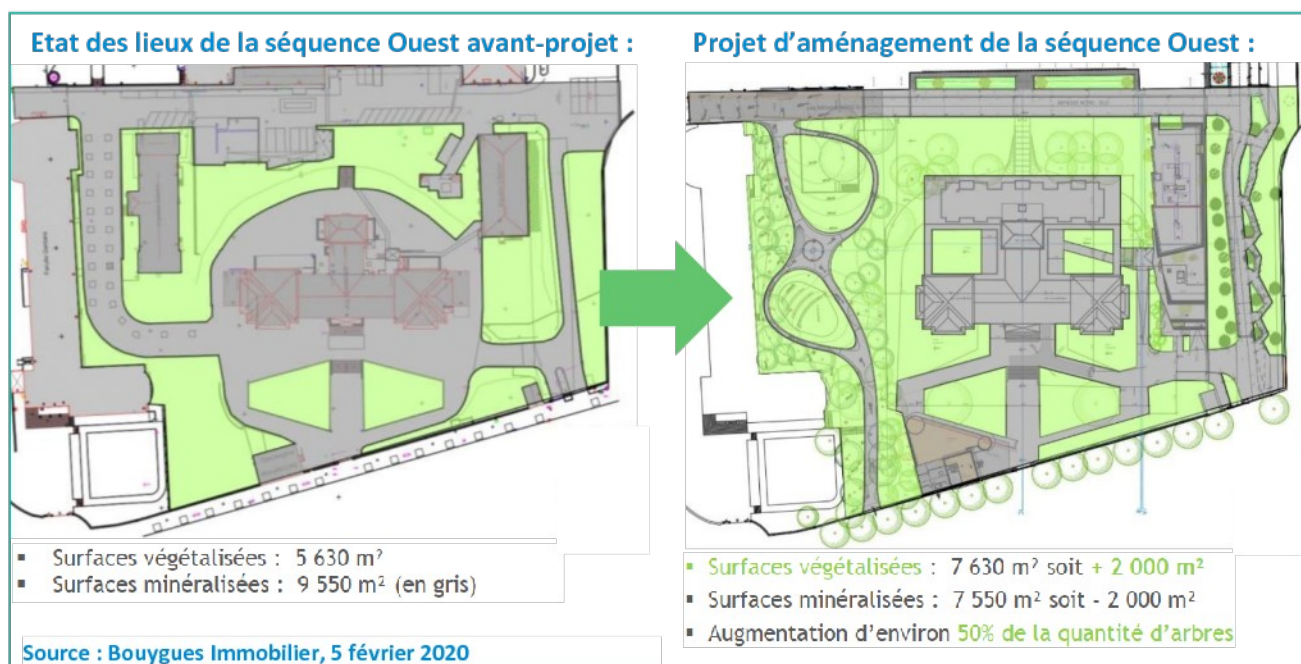 Etat des lieux de la séquence Ouest avant-projet :
▪ Surfaces végétalisées : 5 630 m²
▪ Surfaces minéralisées : 9 550 m² (en gris)
Source : Bouygues Immobilier, 5 février 2020
Projet d’aménagement de la séquence Ouest :
▪ Surfaces végétalisées : 7 630 m² soit + 2 000 m²
▪ Surfaces minéralisées : 7 550 m² soit - 2 000 m²
▪ Augmentation d’environ 50% de la quantité d’arbres